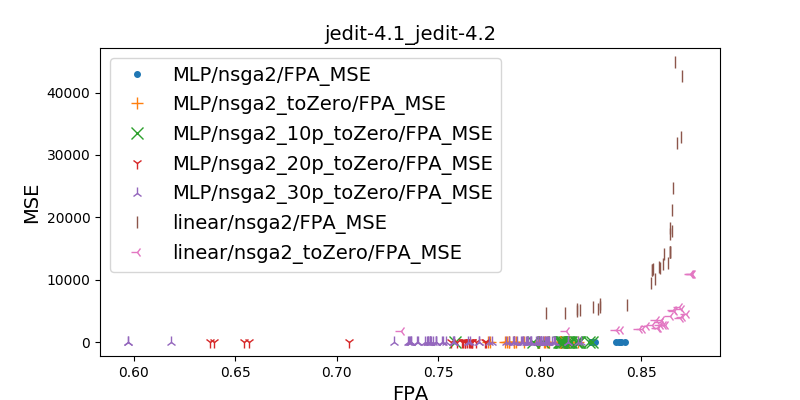 jedit-4.1_jedit-4.2
MLP/nsga2/FPA_MSE
MLP/nsga2_toZero/FPA_MSE
MLP/nsga2_10p_toZero/FPA_MSE
MLP/nsga2_20p_toZero/FPA_MSE
MLP/nsga2_30p_toZero/FPA_MSE
linear/nsga2/FPA_MSE
linear/nsga2_toZero/FPA_MSE
MSE
40000
30000
20000
10000
0
0.60 0.65 0.70 0.75 0.80 0.85
FPA